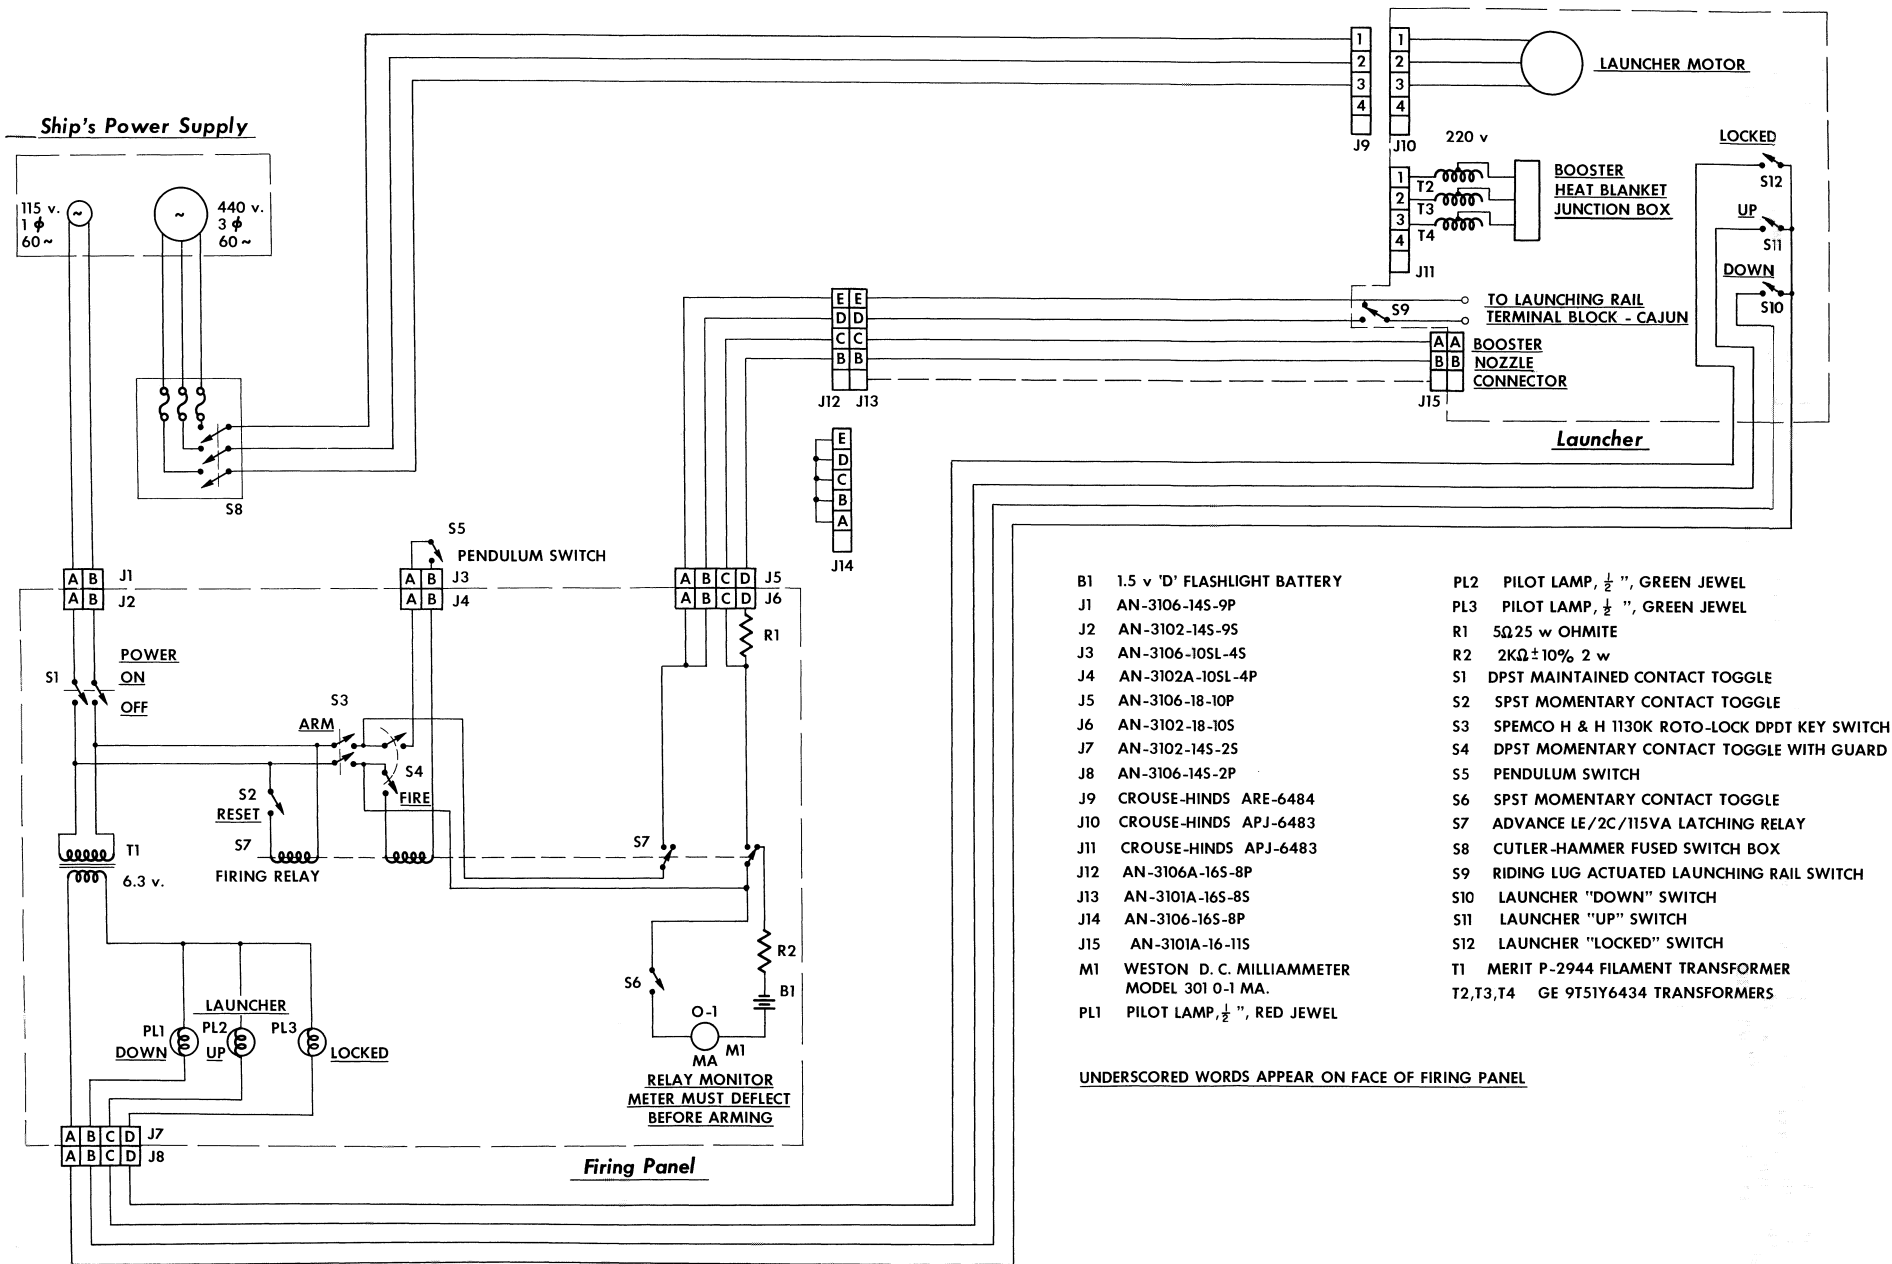 Ship's Power Supply
115 v.
1 ϕ
60 ~
~
~
440 v.
3 ϕ
60 ~
S8
1
2
3
4
J9
1
2
3
4
J10
LAUNCHER MOTOR
220 v
1
2
3
4
J11
T2
T3
T4
BOOSTER
HEAT BLANKET
JUNCTION BOX
LOCKED
S12
UP
S11
DOWN
S10
S9
TO LAUNCHING RAIL
TERMINAL BLOCK - CAJUN
E E
D D
C C
B B
J12 J13
A A
B B
J15
BOOSTER
NOZZLE
CONNECTOR
Launcher
E
D
C
B
A
J14
S5
PENDULUM SWITCH
A B J1
A B J2
A B J3
A B J4
A B C D J5
A B C D J6
R1
S1
POWER
ON
OFF
S3
ARM
S4
FIRE
S2
RESET
S7
FIRING RELAY
S7
T1
6.3 v.
LAUNCHER
PL1
DOWN
PL2
UP
PL3
LOCKED
S6
R2
B1
O-1
MA
M1
RELAY MONITOR
METER MUST DEFLECT
BEFORE ARMING
A B C D J7
A B C D J8
Firing Panel
B1 1.5 v 'D' FLASHLIGHT BATTERY
J1 AN-3106-14S-9P
J2 AN-3102-14S-9S
J3 AN-3106-10SL-4S
J4 AN-3102A-10SL-4P
J5 AN-3106-18-10P
J6 AN-3102-18-10S
J7 AN-3102-14S-2S
J8 AN-3106-14S-2P
J9 CROUSE-HINDS ARE-6484
J10 CROUSE-HINDS APJ-6483
J11 CROUSE-HINDS APJ-6483
J12 AN-3106A-16S-8P
J13 AN-3101A-16S-8S
J14 AN-3106-16S-8P
J15 AN-3101A-16-11S
M1 WESTON D. C. MILLIAMMETER
MODEL 301 0-1 MA.
PL1 PILOT LAMP, ½ ", RED JEWEL
PL2 PILOT LAMP, ½ ", GREEN JEWEL
PL3 PILOT LAMP, ½ ", GREEN JEWEL
R1 5Ω 25 w OHMITE
R2 2KΩ ±10% 2 w
S1 DPST MAINTAINED CONTACT TOGGLE
S2 SPST MOMENTARY CONTACT TOGGLE
S3 SPEMCO H & H 1130K ROTO-LOCK DPDT KEY SWITCH
S4 DPST MOMENTARY CONTACT TOGGLE WITH GUARD
S5 PENDULUM SWITCH
S6 SPST MOMENTARY CONTACT TOGGLE
S7 ADVANCE LE/2C/115VA LATCHING RELAY
S8 CUTLER-HAMMER FUSED SWITCH BOX
S9 RIDING LUG ACTUATED LAUNCHING RAIL SWITCH
S10 LAUNCHER "DOWN" SWITCH
S11 LAUNCHER "UP" SWITCH
S12 LAUNCHER "LOCKED" SWITCH
T1 MERIT P-2944 FILAMENT TRANSFORMER
T2,T3,T4 GE 9T51Y6434 TRANSFORMERS
UNDERSCORED WORDS APPEAR ON FACE OF FIRING PANEL